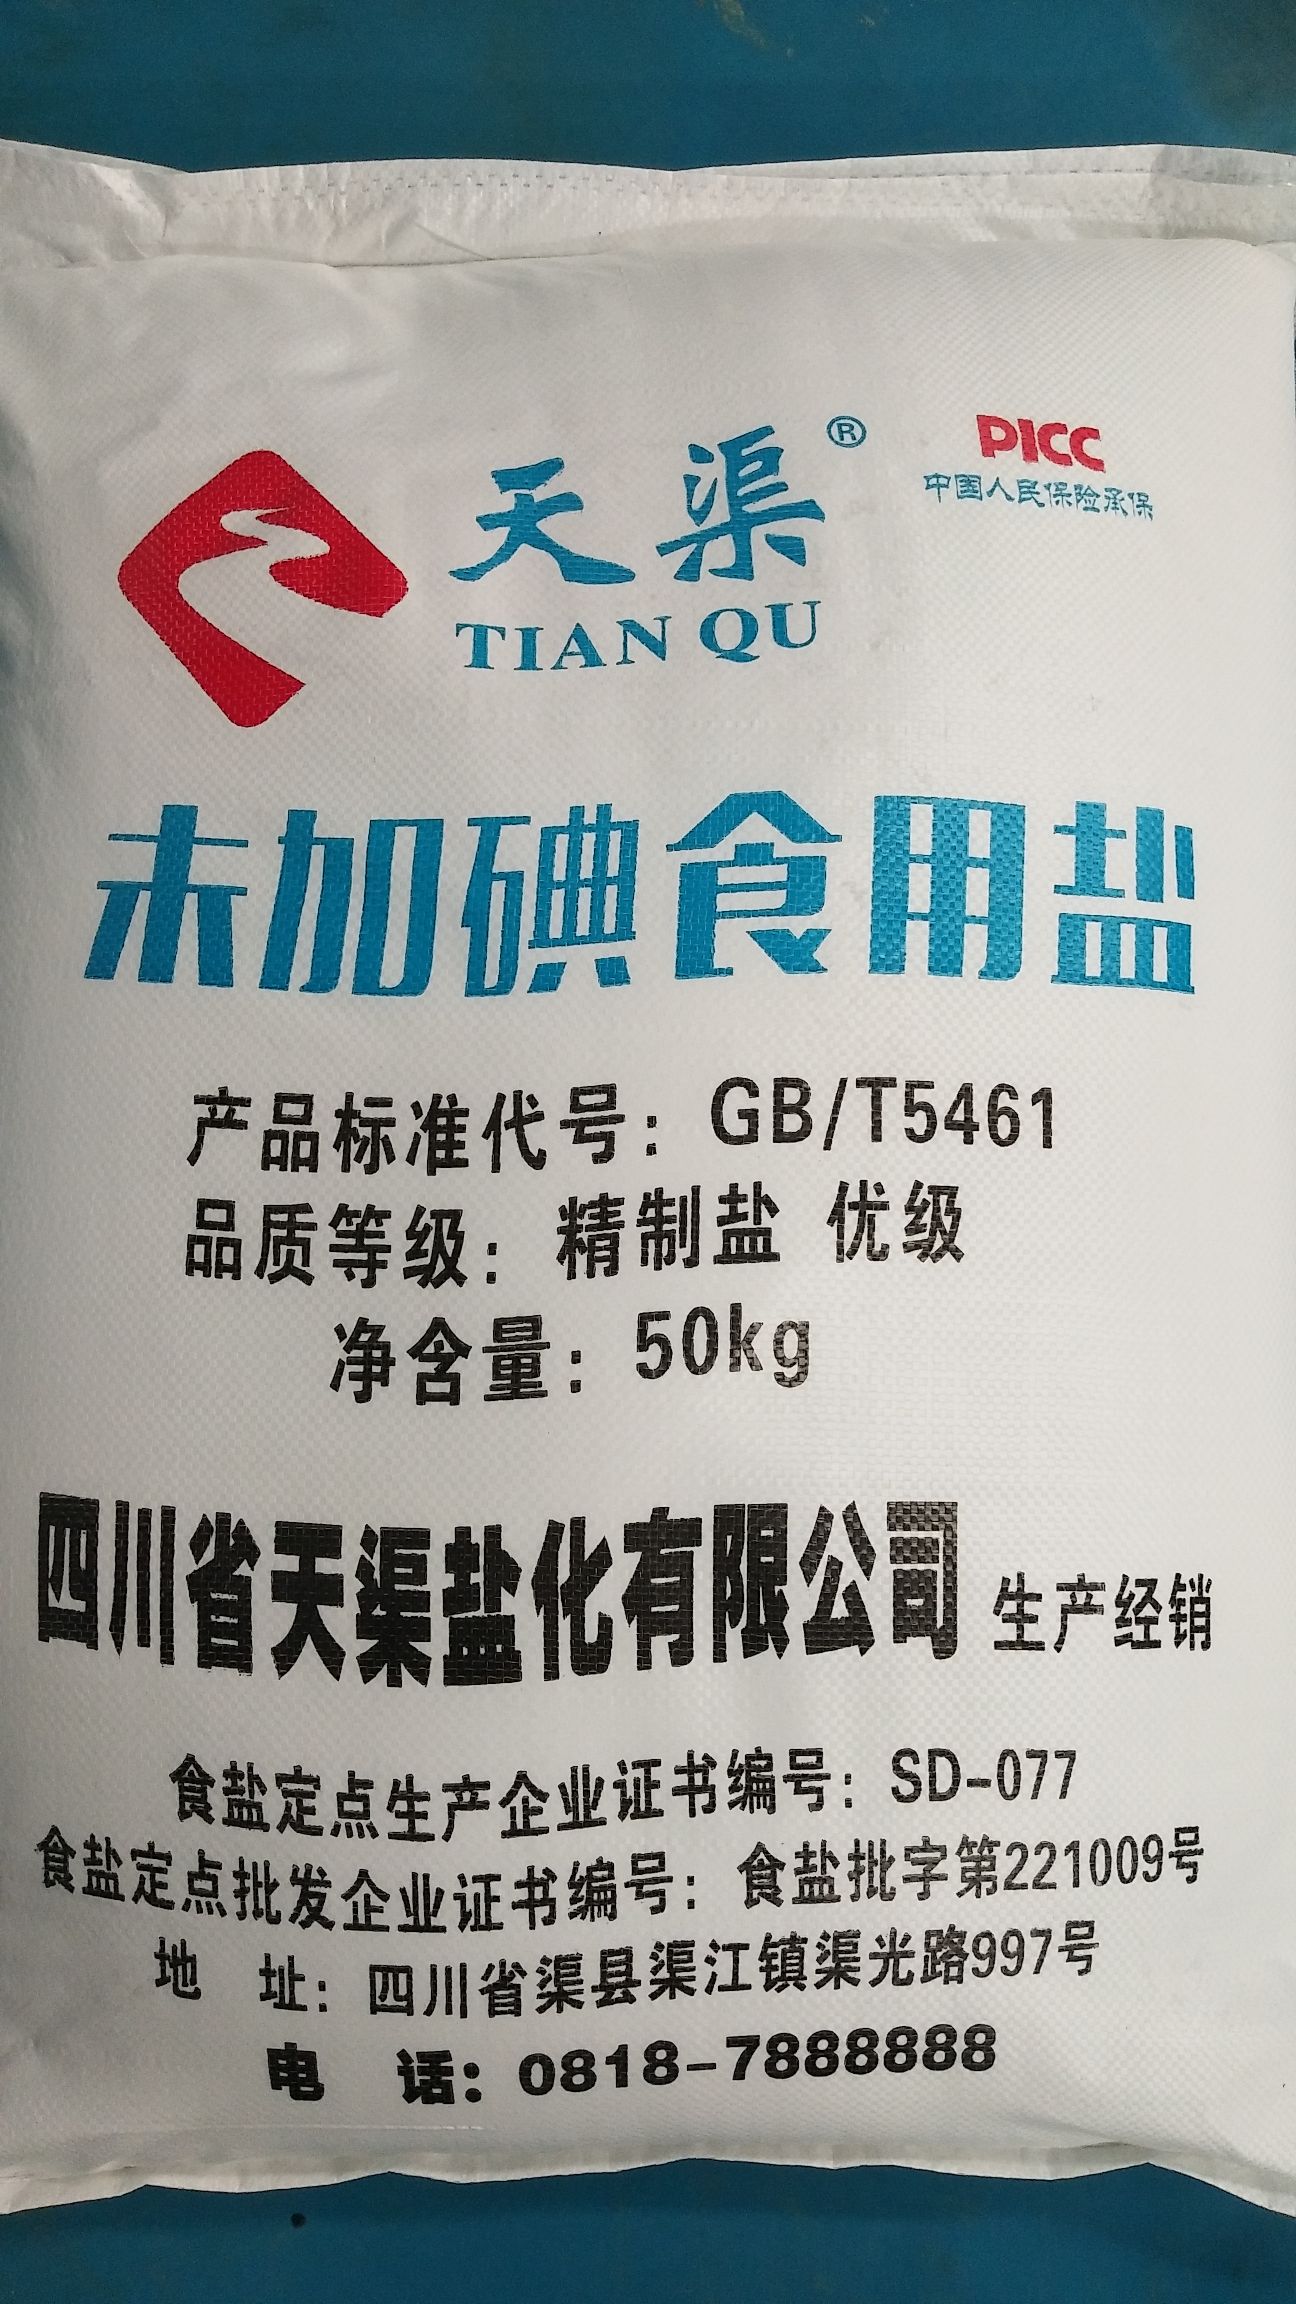 天渠®
TIAN QU
PICC
中国人民保险承保
未加碘食用盐
产品标准代号：GB/T5461
品质等级：精制盐 优级
净含量：50kg
四川省天渠盐化有限公司 生产经销
食盐定点生产企业证书编号：SD-077
食盐定点批发企业证书编号：食盐批字第221009号
地 址：四川省渠县渠江镇渠光路997号
电 话：0818-7888888